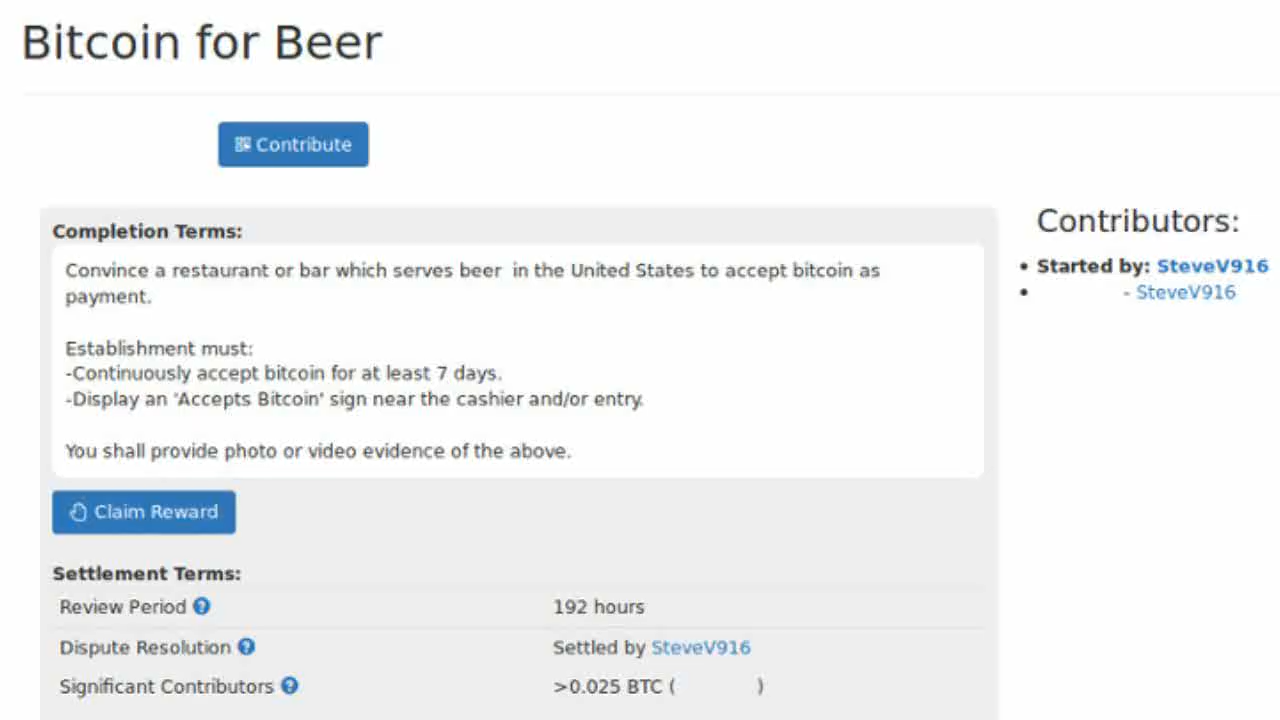 Bitcoin for Beer
Contribute
Completion Terms:
Convince a restaurant or bar which serves beer  in the United States to accept bitcoin as
payment.
Establishment must:
-Continuously accept bitcoin for at least 7 days.
-Display an 'Accepts Bitcoin' sign near the cashier and/or entry.
You shall provide photo or video evidence of the above.
Claim Reward
Settlement Terms:
Review Period ?
192 hours
Dispute Resolution ?
Settled by SteveV916
Significant Contributors ?
>0.025 BTC (            )
Contributors:
• Started by: SteveV916
• - SteveV916